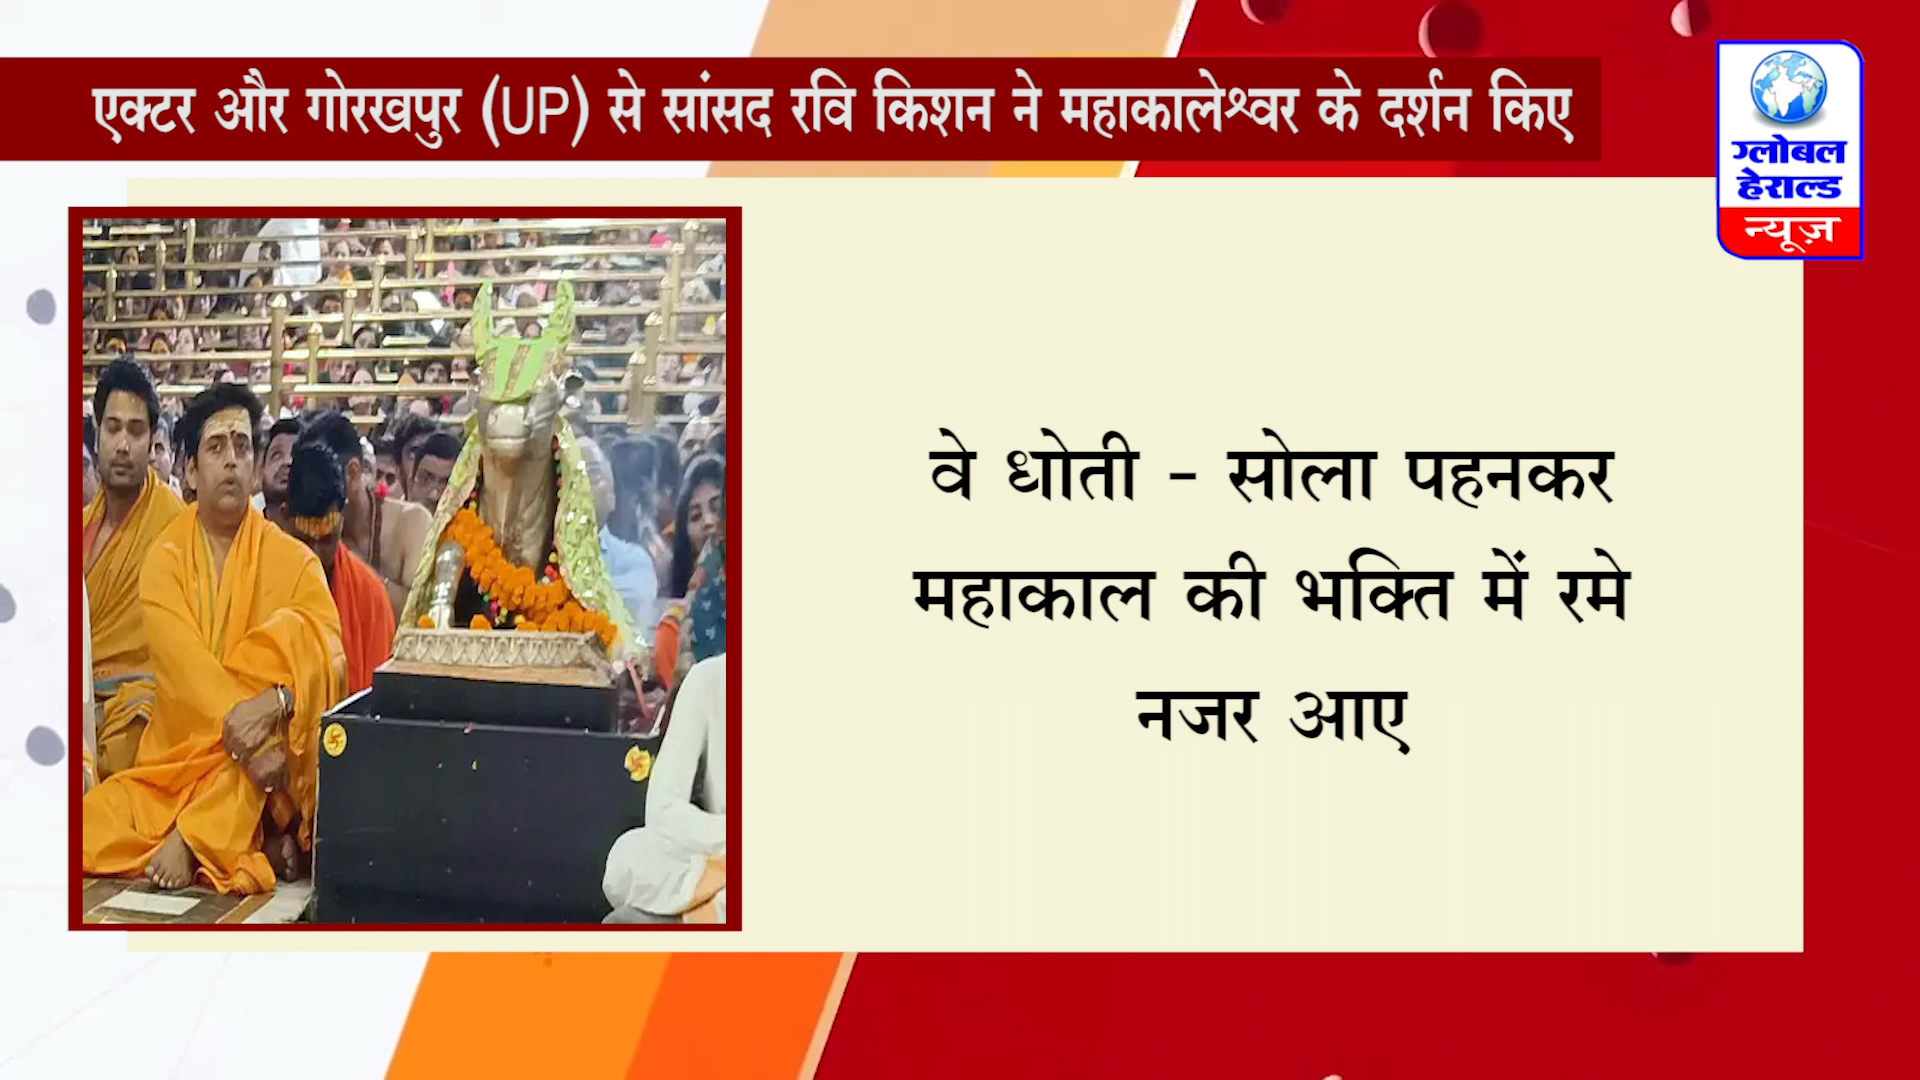 एक्टर और गोरखपुर (UP) से सांसद रवि किशन ने महाकालेश्वर के दर्शन किए
ग्लोबल
हेराल्ड
न्यूज़
वे धोती - सोला पहनकर
महाकाल की भक्ति में रमे
नजर आए